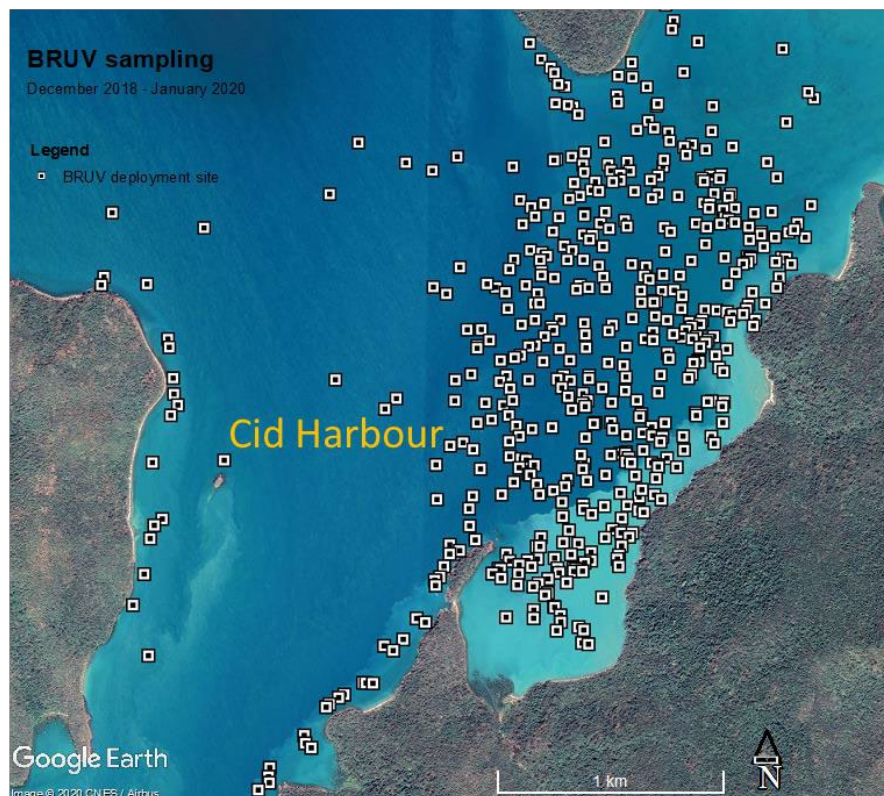 BRUV sampling
December 2018 - January 2020
Legend
BRUV deployment site
Cid Harbour
Google Earth
Image © 2020 CNES / Airbus
1 km
N